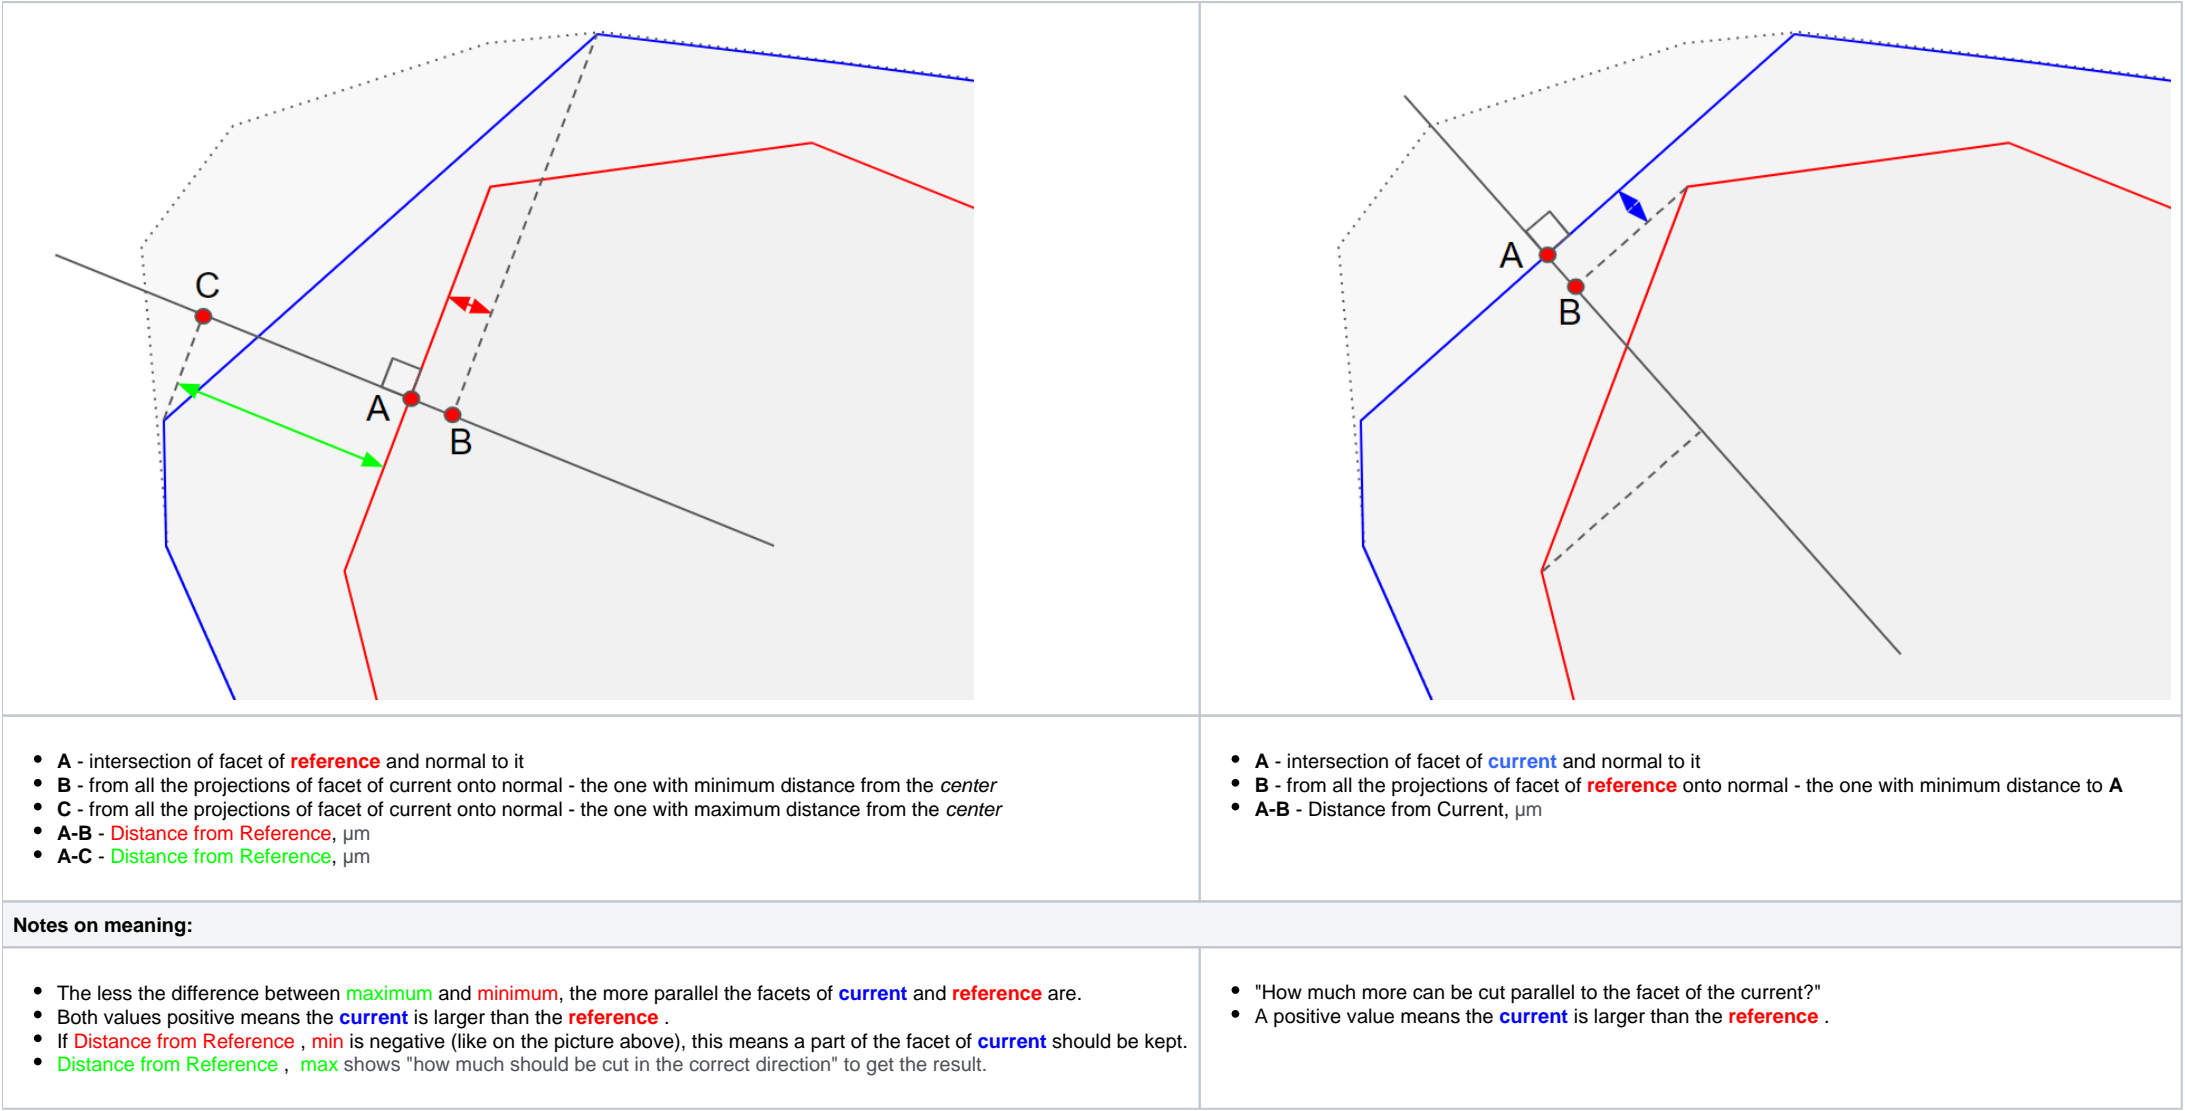 C
A
B
A
B
• A - intersection of facet of reference and normal to it
• B - from all the projections of facet of current onto normal - the one with minimum distance from the center
• C - from all the projections of facet of current onto normal - the one with maximum distance from the center
• A-B - Distance from Reference, µm
• A-C - Distance from Reference, µm
• A - intersection of facet of current and normal to it
• B - from all the projections of facet of reference onto normal - the one with minimum distance to A
• A-B - Distance from Current, µm
Notes on meaning:
• The less the difference between maximum and minimum, the more parallel the facets of current and reference are.
• Both values positive means the current is larger than the reference .
• If Distance from Reference , min is negative (like on the picture above), this means a part of the facet of current should be kept.
• Distance from Reference , max shows "how much should be cut in the correct direction" to get the result.
• "How much more can be cut parallel to the facet of the current?"
• A positive value means the current is larger than the reference .